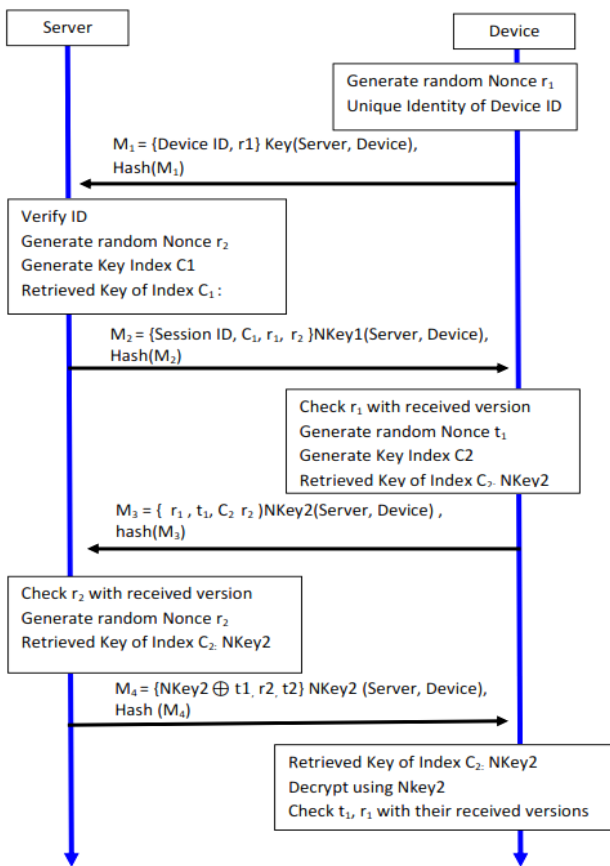 Server
Device
Generate random Nonce r₁
Unique Identity of Device ID
M₁ = {Device ID, r1} Key(Server, Device),
Hash(M₁)
Verify ID
Generate random Nonce r₂
Generate Key Index C1
Retrieved Key of Index C₁ :
M₂ = {Session ID, C₁, r₁, r₂ }NKey1(Server, Device),
Hash(M₂)
Check r₁ with received version
Generate random Nonce t₁
Generate Key Index C2
Retrieved Key of Index C₂: NKey2
M₃ = { r₁ , t₁, C₂ r₂ )NKey2(Server, Device) ,
hash(M₃)
Check r₂ with received version
Generate random Nonce r₂
Retrieved Key of Index C₂: NKey2
M₄ = {NKey2 ⊕ t1, r2, t2} NKey2 (Server, Device),
Hash (M₄)
Retrieved Key of Index C₂: NKey2
Decrypt using Nkey2
Check t₁, r₁ with their received versions